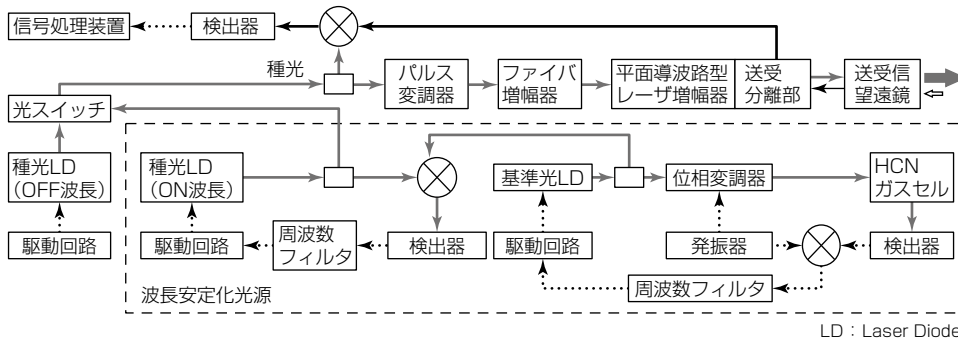 信号処理装置
検出器
種光
パルス
変調器
ファイバ
増幅器
平面導波路型
レーザ増幅器
送受
分離部
送受信
望遠鏡
光スイッチ
種光LD
（OFF波長）
種光LD
（ON波長）
基準光LD
位相変調器
HCN
ガスセル
駆動回路
駆動回路
周波数
フィルタ
検出器
駆動回路
発振器
検出器
周波数フィルタ
波長安定化光源
LD：Laser Diode